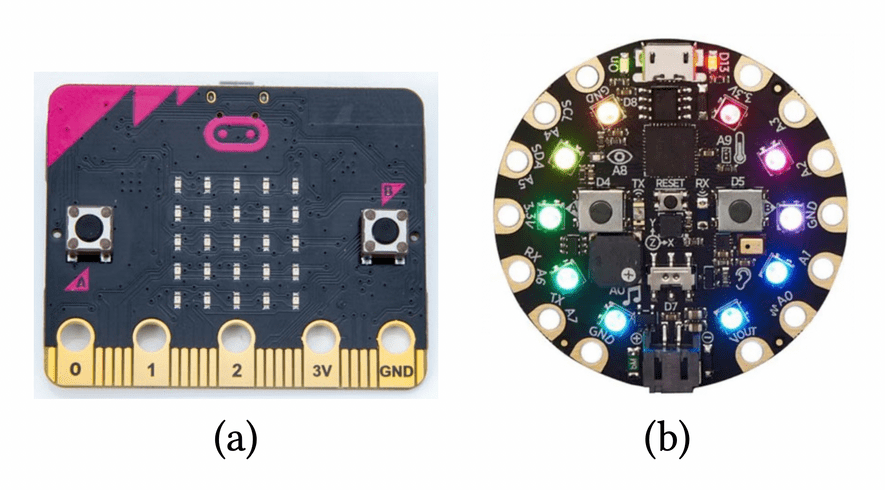 A
B
0 1 2 3V GND
(a)
On D13
GND 3.3V
D8
SCL A4 A3
A9
SDA A5 A8 A2
D4 TX RESET RX D5
3.3V GND
Y
Z X
RX A6 A1
A0 D7 A0
TX A7
GND VOUT
(b)